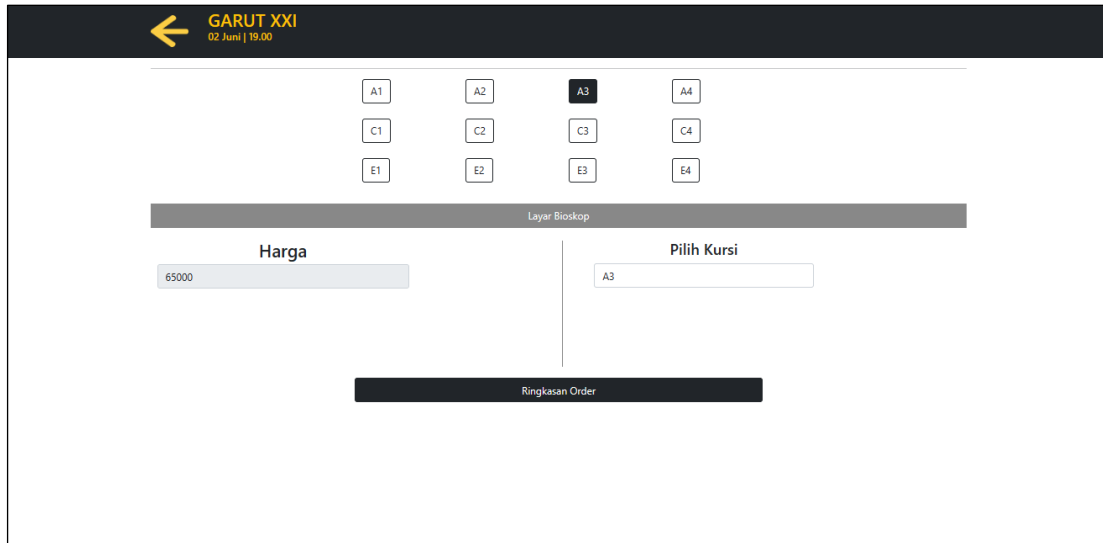 GARUT XXI
02 Juni | 19.00
A1 A2 A3 A4
C1 C2 C3 C4
E1 E2 E3 E4
Layar Bioskop
Harga
65000
Pilih Kursi
A3
Ringkasan Order